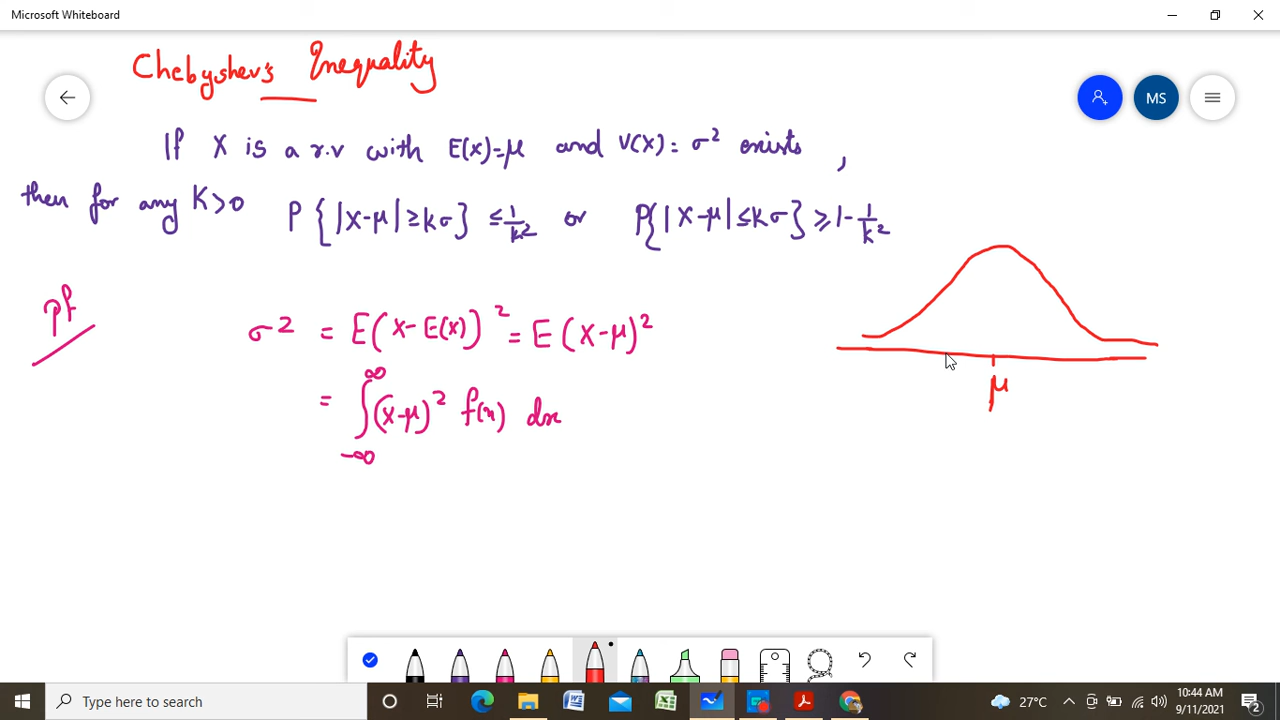 Microsoft Whiteboard
Chebyshev's Inequality
MS
If X is a r.v with E(x)=μ and V(X)= σ² exists ,
then for any K>0 P{|X-μ|≥kσ} ≤ 1/k² or P{|X-μ|≤kσ} ≥ 1-1/k²
pf
σ² = E(X-E(X))² = E(X-μ)²
= ∫_{-∞}^{∞} (x-μ)² f(x) dx
μ
Type here to search
27°C
10:44 AM
9/11/2021
2